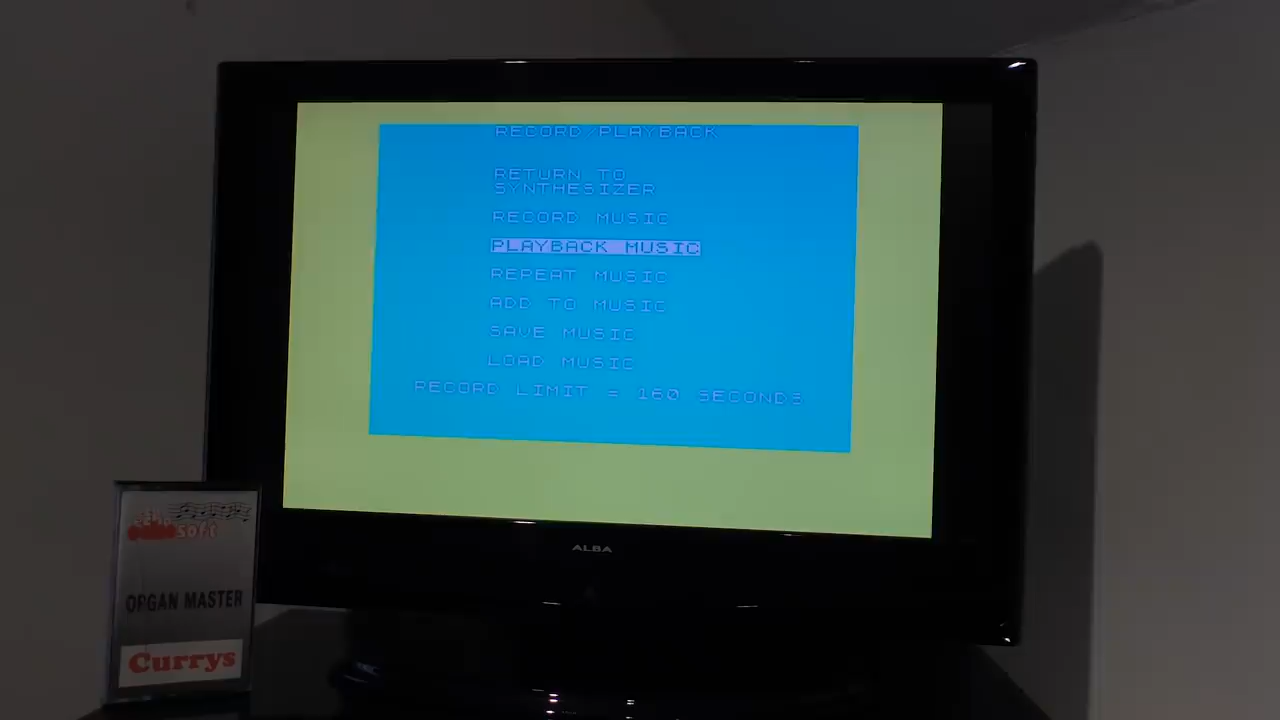 RECORD/PLAYBACK
RETURN TO
SYNTHESIZER
RECORD MUSIC
PLAYBACK MUSIC
REPEAT MUSIC
ADD TO MUSIC
SAVE MUSIC
LOAD MUSIC
RECORD LIMIT = 160 SECONDS
ALBA
soft
ORGAN MASTER
Currys